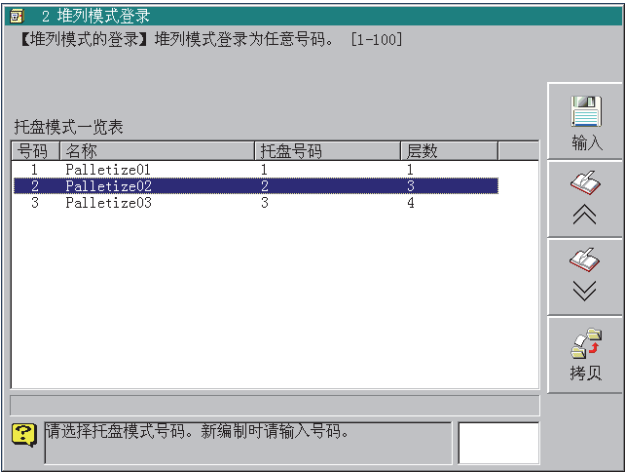 2 堆列模式登录
【堆列模式的登录】堆列模式登录为任意号码。 [1-100]
托盘模式一览表
号码 名称 托盘号码 层数
1 Palletize01 1 1
2 Palletize02 2 3
3 Palletize03 3 4
输入
拷贝
请选择托盘模式号码。新编制时请输入号码。